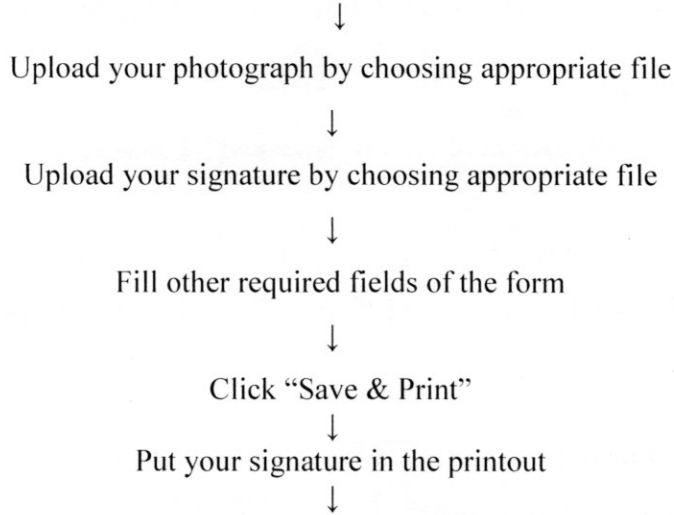 ↓
Upload your photograph by choosing appropriate file
↓
Upload your signature by choosing appropriate file
↓
Fill other required fields of the form
↓
Click “Save & Print”
↓
Put your signature in the printout
↓